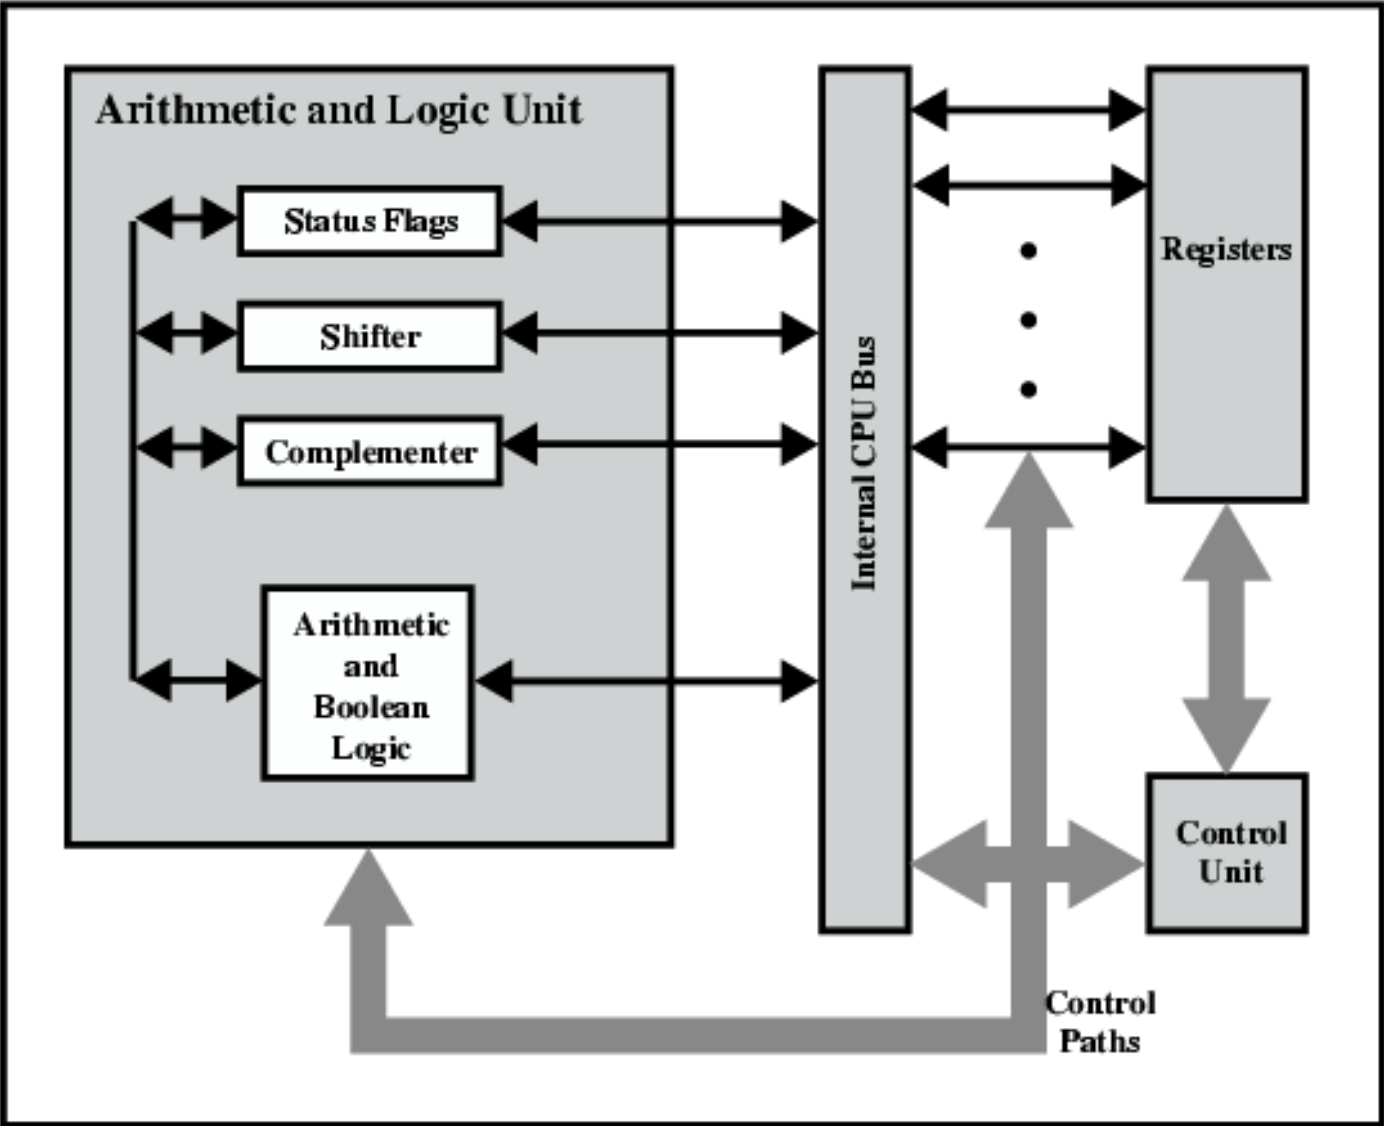 Arithmetic and Logic Unit
Status Flags
Shifter
Complementer
Arithmetic
and
Boolean
Logic
Internal CPU Bus
Registers
Control
Unit
Control
Paths